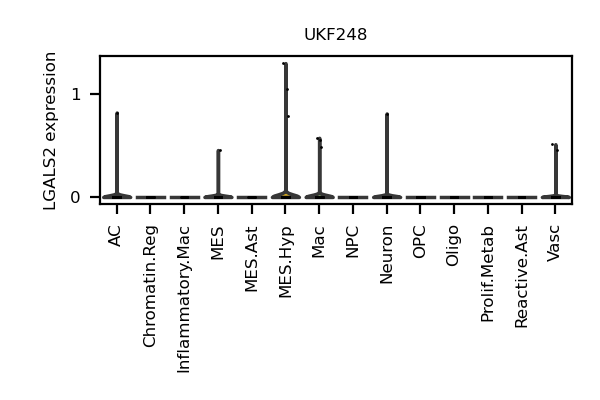 UKF248
LGALS2 expression
1
0
AC
Chromatin.Reg
Inflammatory.Mac
MES
MES.Ast
MES.Hyp
Mac
NPC
Neuron
OPC
Oligo
Prolif.Metab
Reactive.Ast
Vasc